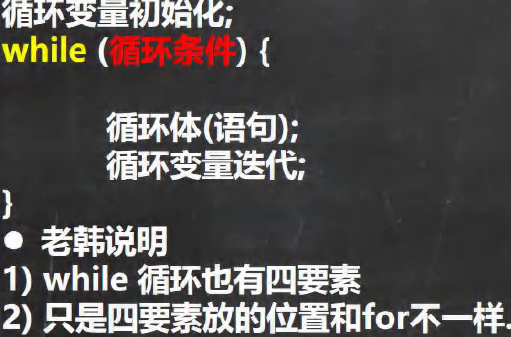 循环变量初始化;
while (循环条件) {
循环体(语句);
循环变量迭代;
}
● 老韩说明
1) while 循环也有四要素
2) 只是四要素放的位置和for不一样.